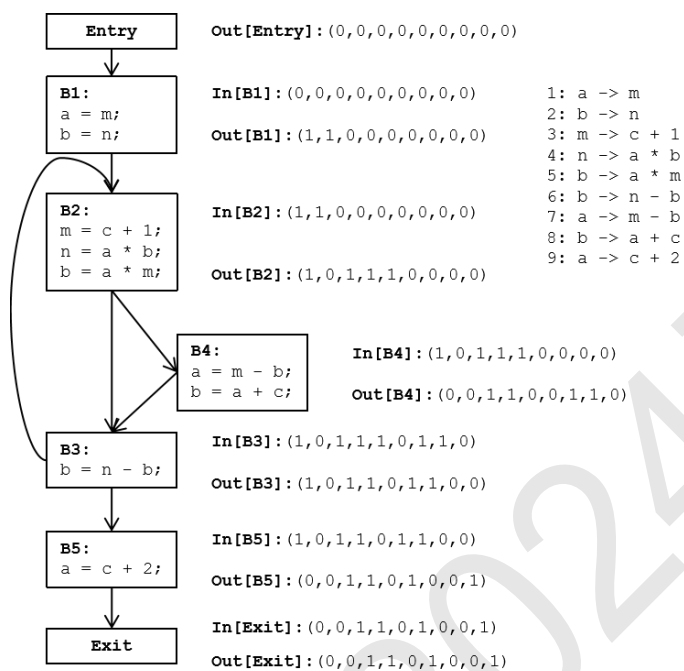 Entry
Out[Entry]:(0,0,0,0,0,0,0,0,0)
B1:
a = m;
b = n;
In[B1]:(0,0,0,0,0,0,0,0,0)
Out[B1]:(1,1,0,0,0,0,0,0,0)
1: a -> m
2: b -> n
3: m -> c + 1
4: n -> a * b
5: b -> a * m
6: b -> n - b
7: a -> m - b
8: b -> a + c
9: a -> c + 2
B2:
m = c + 1;
n = a * b;
b = a * m;
In[B2]:(1,1,0,0,0,0,0,0,0)
Out[B2]:(1,0,1,1,1,0,0,0,0)
B4:
a = m - b;
b = a + c;
In[B4]:(1,0,1,1,1,0,0,0,0)
Out[B4]:(0,0,1,1,0,0,1,1,0)
B3:
b = n - b;
In[B3]:(1,0,1,1,1,0,1,1,0)
Out[B3]:(1,0,1,1,0,1,1,0,0)
B5:
a = c + 2;
In[B5]:(1,0,1,1,0,1,1,0,0)
Out[B5]:(0,0,1,1,0,1,0,0,1)
Exit
In[Exit]:(0,0,1,1,0,1,0,0,1)
Out[Exit]:(0,0,1,1,0,1,0,0,1)
2024